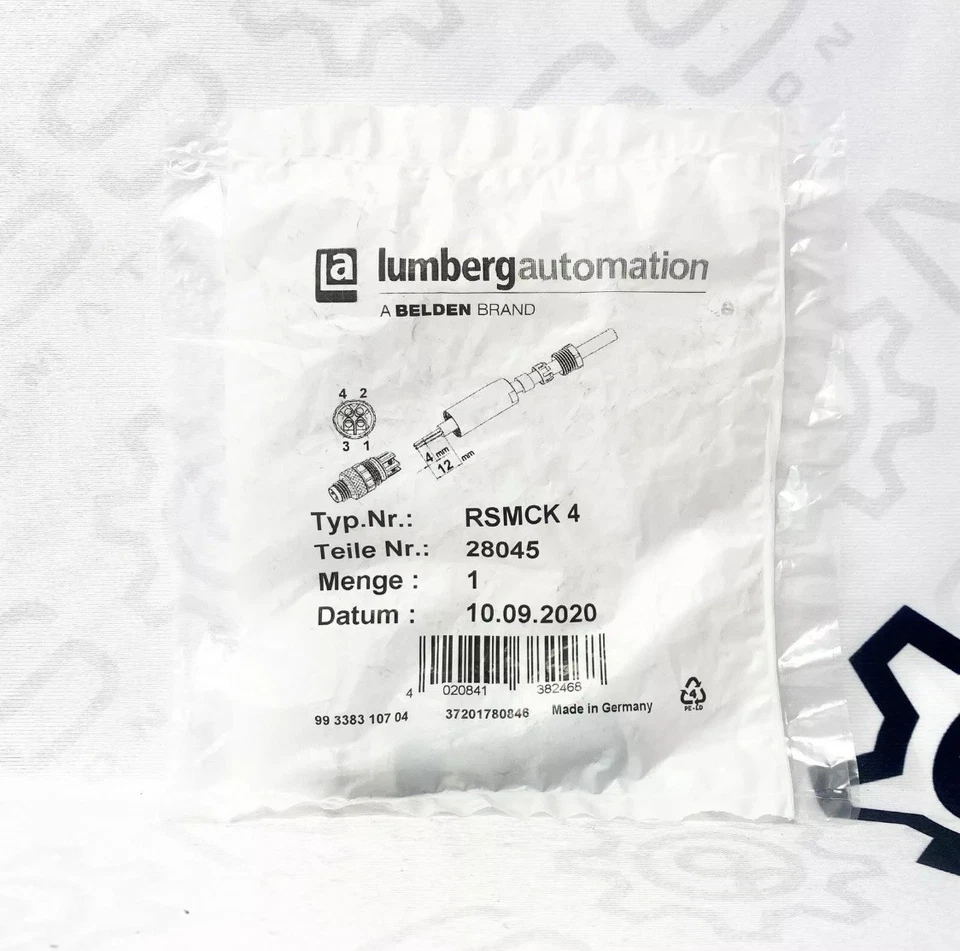 la lumbergautomation
A BELDEN BRAND
4 2
3 1
4 mm
12 mm
Typ.Nr.: RSMCK 4
Teile Nr.: 28045
Menge : 1
Datum : 10.09.2020
4 020841 382468
99 3383 107 04 37201780846 Made in Germany
4
PE-LD